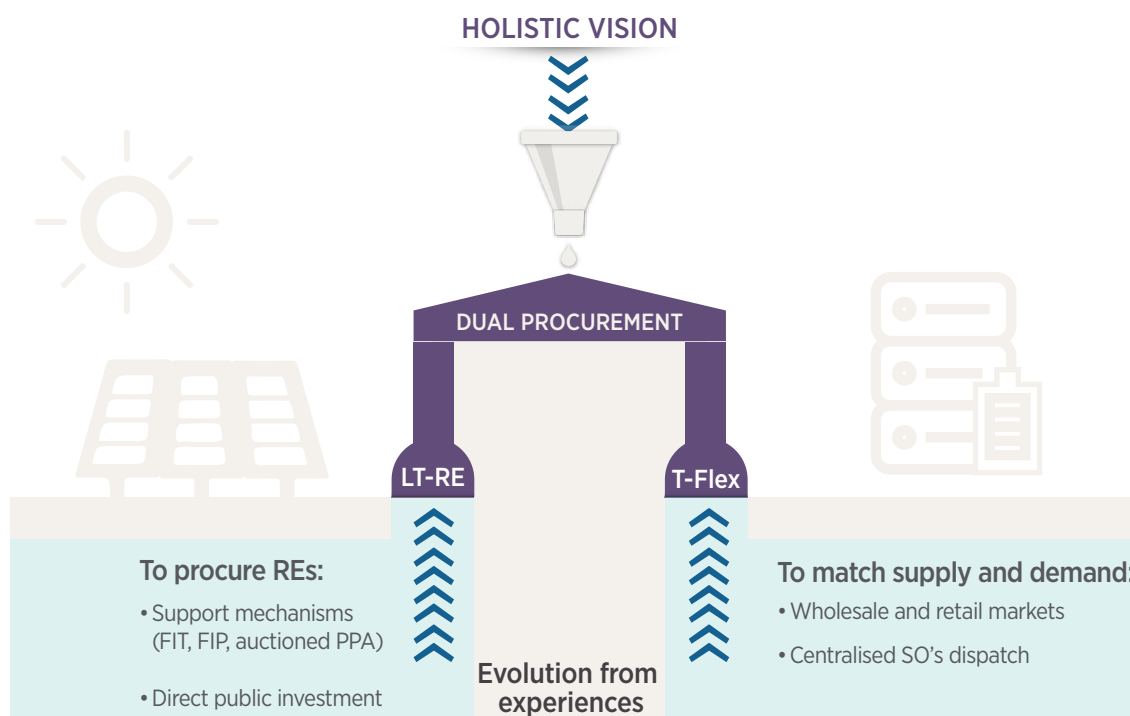 HOLISTIC VISION
DUAL PROCUREMENT
LT-RE
T-Flex
To procure REs:
• Support mechanisms
(FIT, FIP, auctioned PPA)
• Direct public investment
Evolution from
experiences
To match supply and demand:
• Wholesale and retail markets
• Centralised SO's dispatch